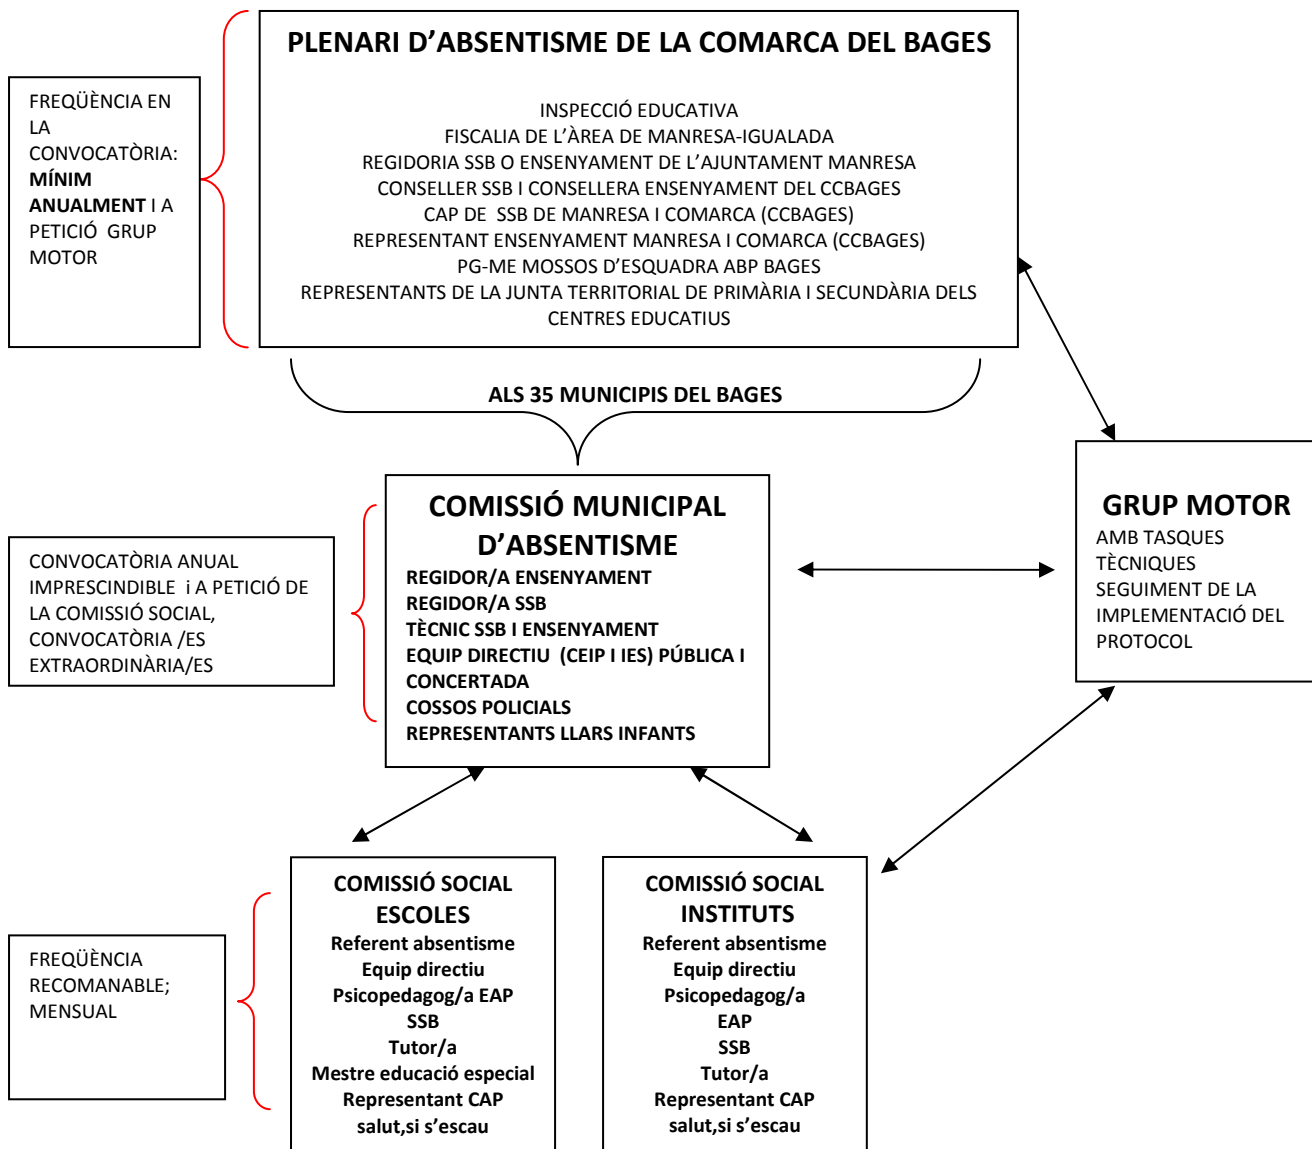 PLENARI D’ABSENTISME DE LA COMARCA DEL BAGES
INSPECCIÓ EDUCATIVA
FISCALIA DE L’ÀREA DE MANRESA-IGUALADA
REGIDORIA SSB O ENSENYAMENT DE L’AJUNTAMENT MANRESA
CONSELLER SSB I CONSELLERA ENSENYAMENT DEL CCBAGES
CAP DE SSB DE MANRESA I COMARCA (CCBAGES)
REPRESENTANT ENSENYAMENT MANRESA I COMARCA (CCBAGES)
PG-ME MOSSOS D’ESQUADRA ABP BAGES
REPRESENTANTS DE LA JUNTA TERRITORIAL DE PRIMÀRIA I SECUNDÀRIA DELS
CENTRES EDUCATIUS
FREQÜÈNCIA EN
LA
CONVOCATÒRIA:
MÍNIM
ANUALMENT I A
PETICIÓ GRUP
MOTOR
ALS 35 MUNICIPIS DEL BAGES
COMISSIÓ MUNICIPAL
D’ABSENTISME
REGIDOR/A ENSENYAMENT
REGIDOR/A SSB
TÈCNIC SSB I ENSENYAMENT
EQUIP DIRECTIU (CEIP I IES) PÚBLICA I
CONCERTADA
COSSOS POLICIALS
REPRESENTANTS LLARS INFANTS
GRUP MOTOR
AMB TASQUES
TÈCNIQUES
SEGUIMENT DE LA
IMPLEMENTACIÓ DEL
PROTOCOL
CONVOCATÒRIA ANUAL
IMPRESCINDIBLE i A PETICIÓ DE
LA COMISSIÓ SOCIAL,
CONVOCATÒRIA /ES
EXTRAORDINÀRIA/ES
COMISSIÓ SOCIAL
ESCOLES
Referent absentisme
Equip directiu
Psicopedagog/a EAP
SSB
Tutor/a
Mestre educació especial
Representant CAP
salut,si s’escau
COMISSIÓ SOCIAL
INSTITUTS
Referent absentisme
Equip directiu
Psicopedagog/a
EAP
SSB
Tutor/a
Representant CAP
salut,si s’escau
FREQÜÈNCIA
RECOMANABLE;
MENSUAL